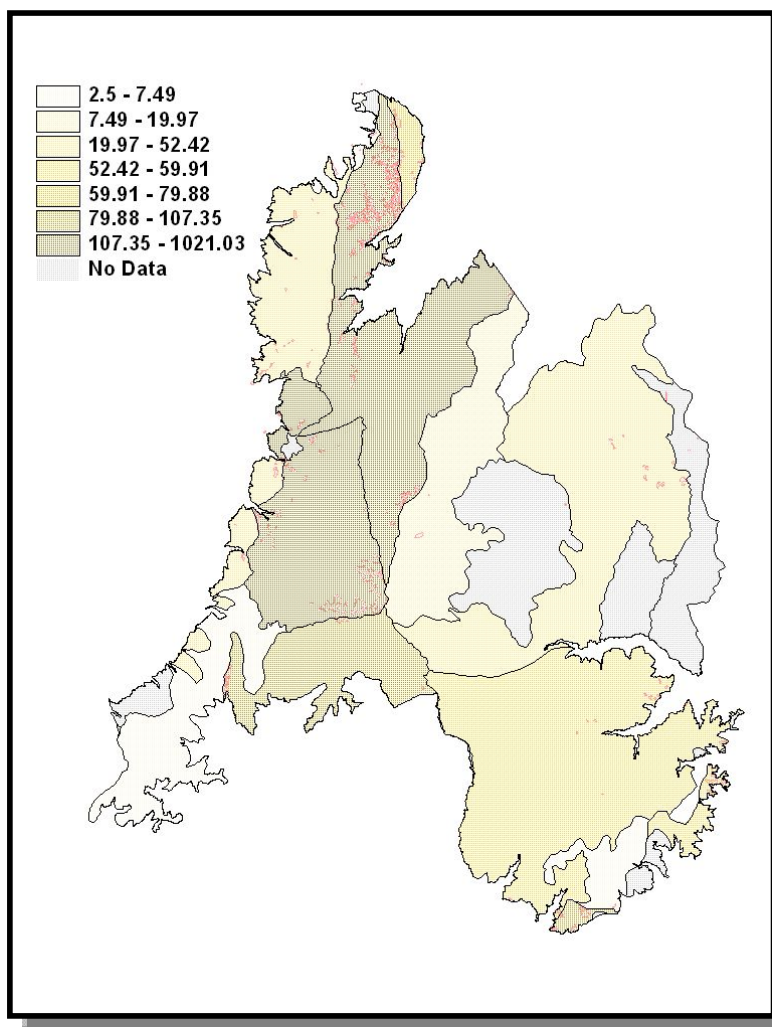 2.5 - 7.49
7.49 - 19.97
19.97 - 52.42
52.42 - 59.91
59.91 - 79.88
79.88 - 107.35
107.35 - 1021.03
No Data